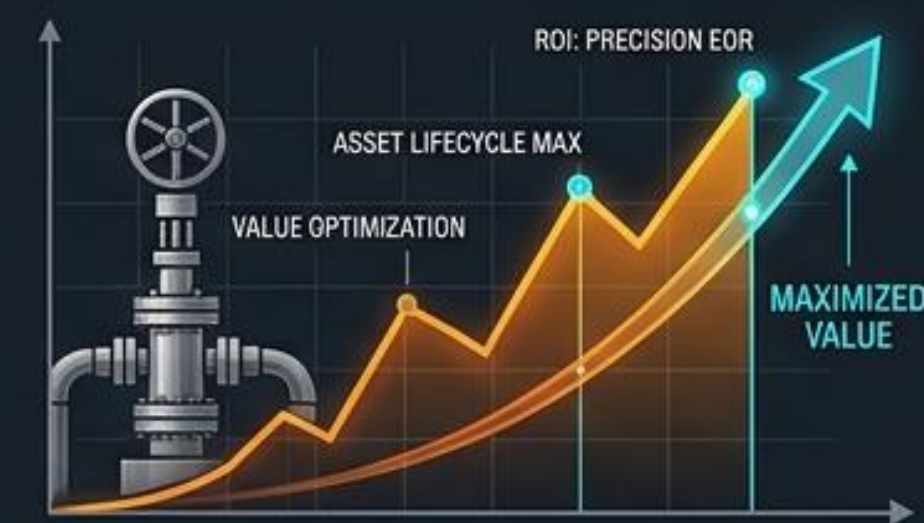 ROI: PRECISION EOR
ASSET LIFECYCLE MAX
VALUE OPTIMIZATION
MAXIMIZED
VALUE